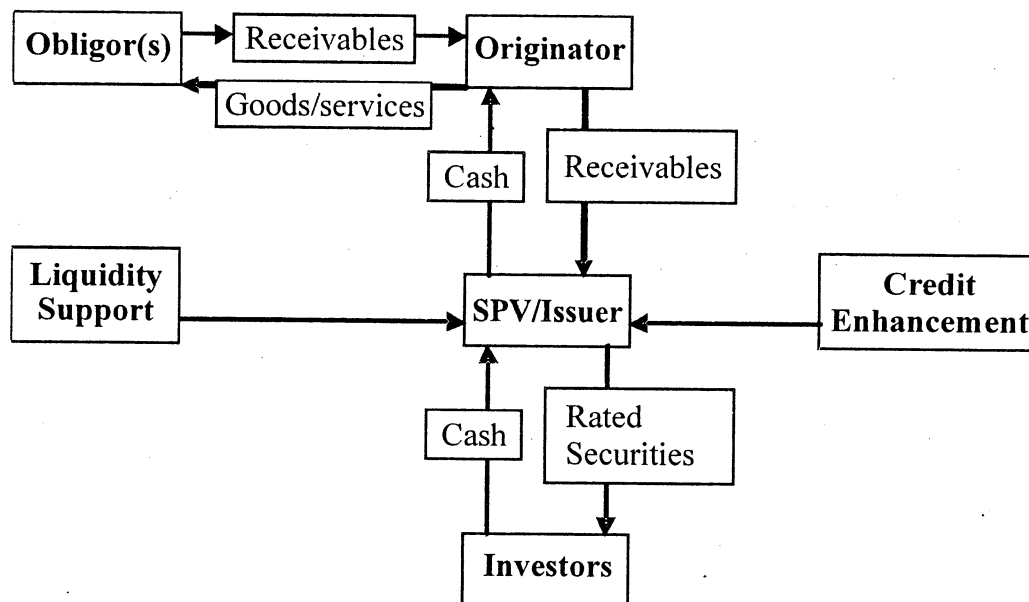 Obligor(s)
Receivables
Originator
Goods/services
Cash
Receivables
Liquidity
Support
SPV/Issuer
Credit
Enhancement
Cash
Rated
Securities
Investors